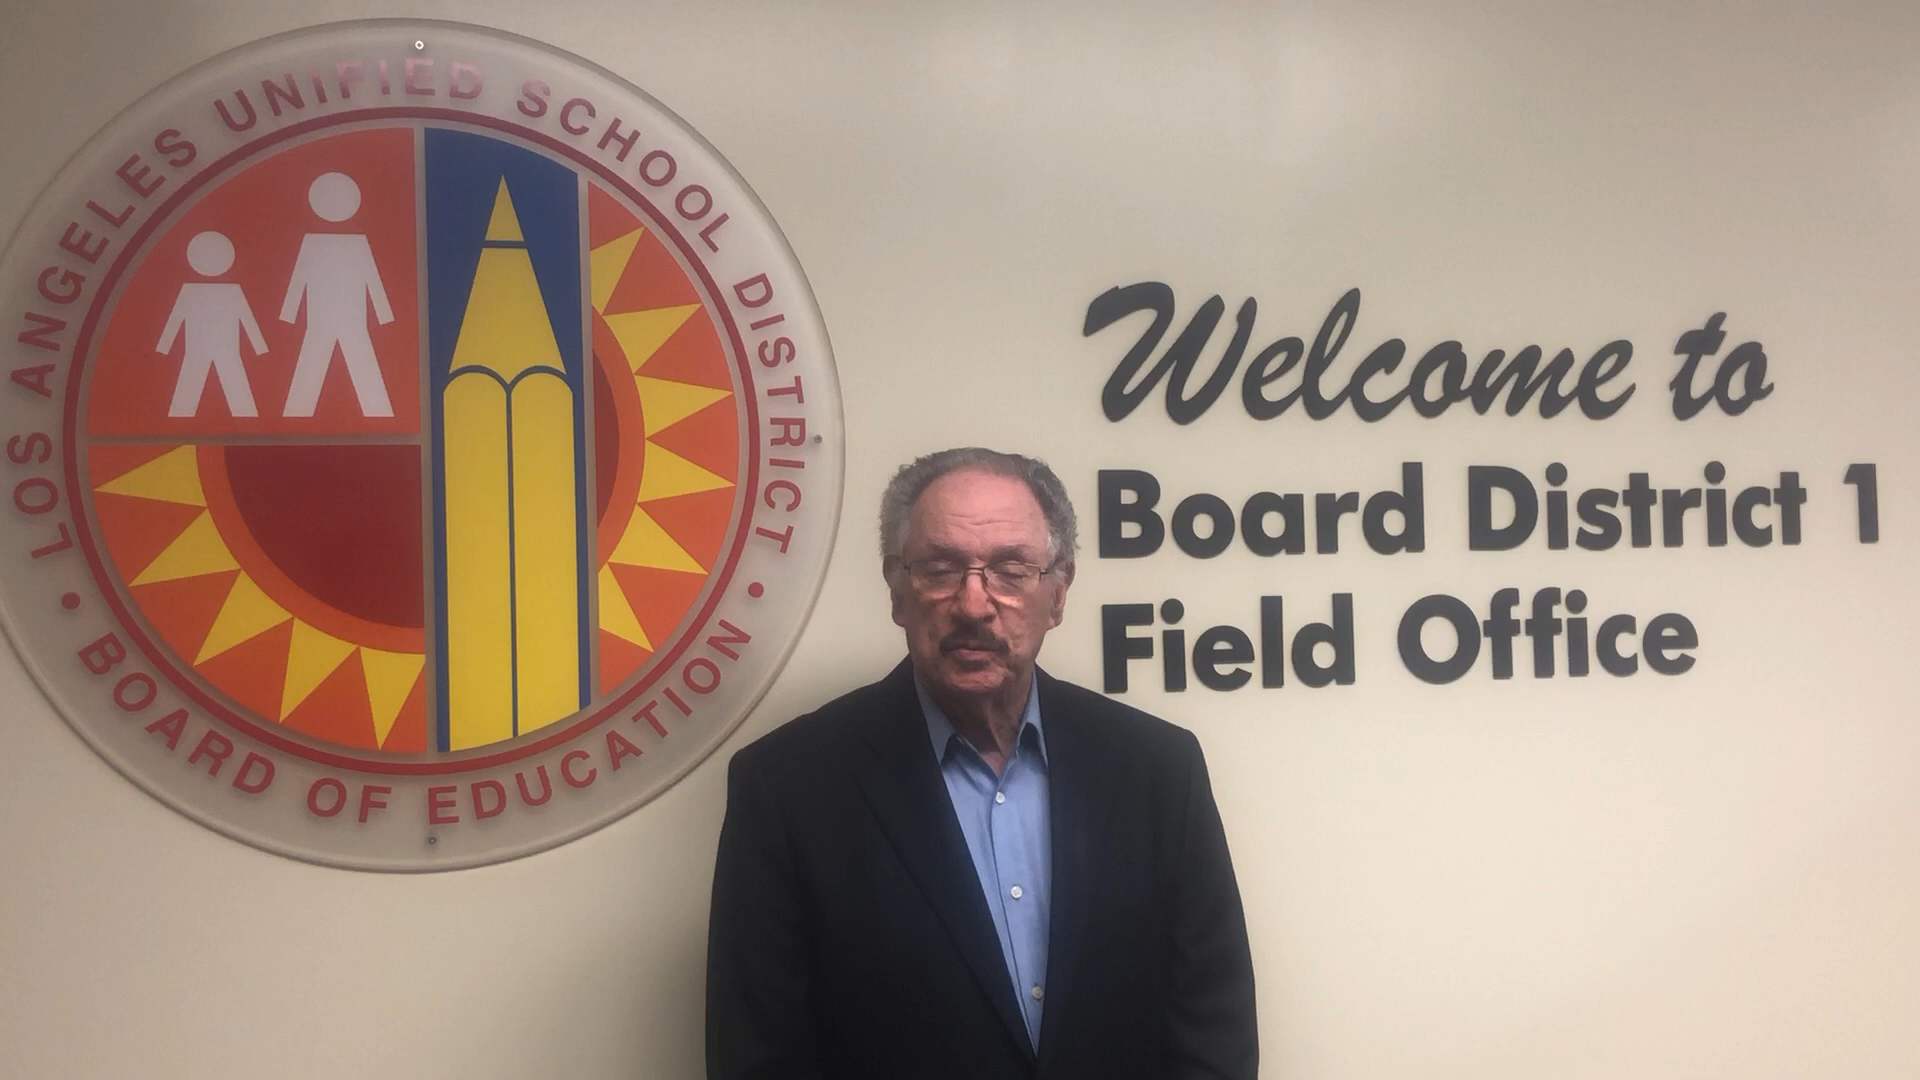 LOS ANGELES UNIFIED SCHOOL DISTRICT
• BOARD OF EDUCATION •
Welcome to
Board District 1
Field Office